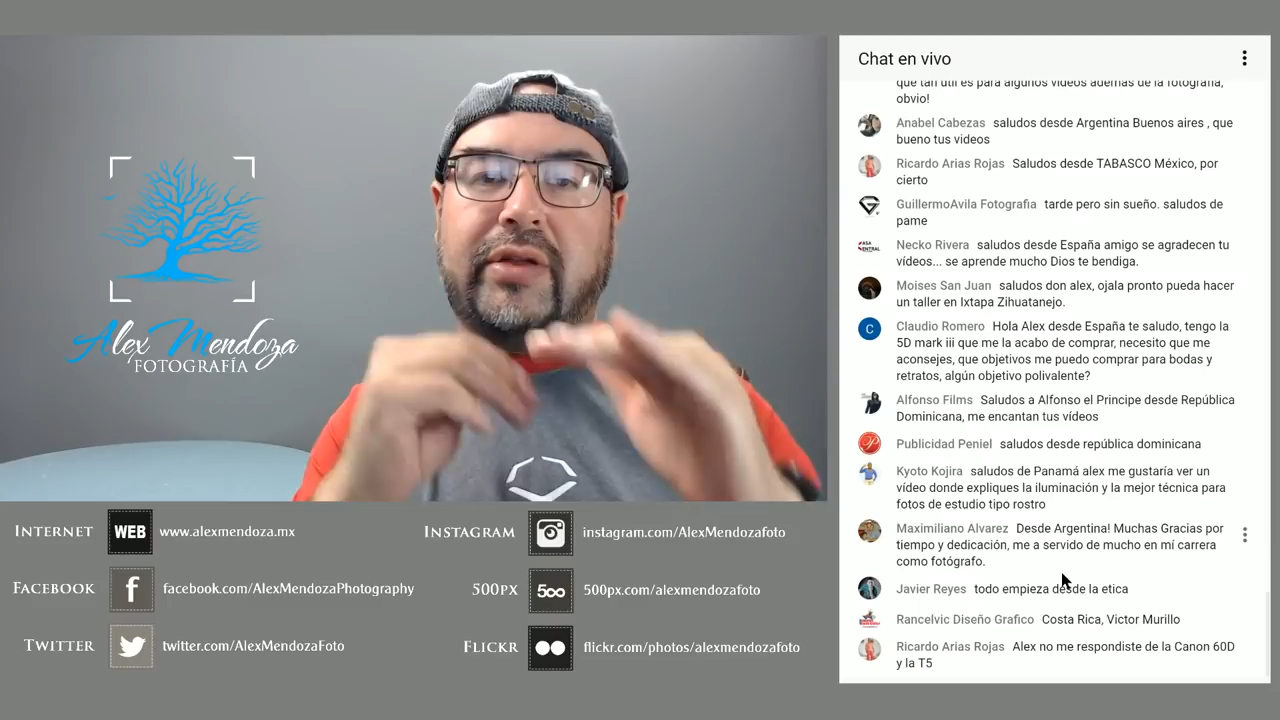 Alex Mendoza
FOTOGRAFÍA
INTERNET WEB www.alexmendoza.mx
FACEBOOK f facebook.com/AlexMendozaPhotography
TWITTER twitter.com/AlexMendozaFoto
INSTAGRAM instagram.com/AlexMendozafoto
500PX 500 500px.com/alexmendozafoto
FLICKR flickr.com/photos/alexmendozafoto
Chat en vivo
que tan util es para algunos videos ademas de la fotografia,
obvio!
Anabel Cabezas saludos desde Argentina Buenos aires , que
bueno tus videos
Ricardo Arias Rojas Saludos desde TABASCO México, por
cierto
GuillermoAvila Fotografia tarde pero sin sueño. saludos de
pame
Necko Rivera saludos desde España amigo se agradecen tu
vídeos... se aprende mucho Dios te bendiga.
Moises San Juan saludos don alex, ojala pronto pueda hacer
un taller en Ixtapa Zihuatanejo.
C Claudio Romero Hola Alex desde España te saludo, tengo la
5D mark iii que me la acabo de comprar, necesito que me
aconsejes, que objetivos me puedo comprar para bodas y
retratos, algún objetivo polivalente?
Alfonso Films Saludos a Alfonso el Principe desde República
Dominicana, me encantan tus vídeos
Publicidad Peniel saludos desde república dominicana
Kyoto Kojira saludos de Panamá alex me gustaría ver un
vídeo donde expliques la iluminación y la mejor técnica para
fotos de estudio tipo rostro
Maximiliano Alvarez Desde Argentina! Muchas Gracias por
tiempo y dedicación, me a servido de mucho en mí carrera
como fotógrafo.
Javier Reyes todo empieza desde la etica
Rancelvic Diseño Grafico Costa Rica, Victor Murillo
Ricardo Arias Rojas Alex no me respondiste de la Canon 60D
y la T5